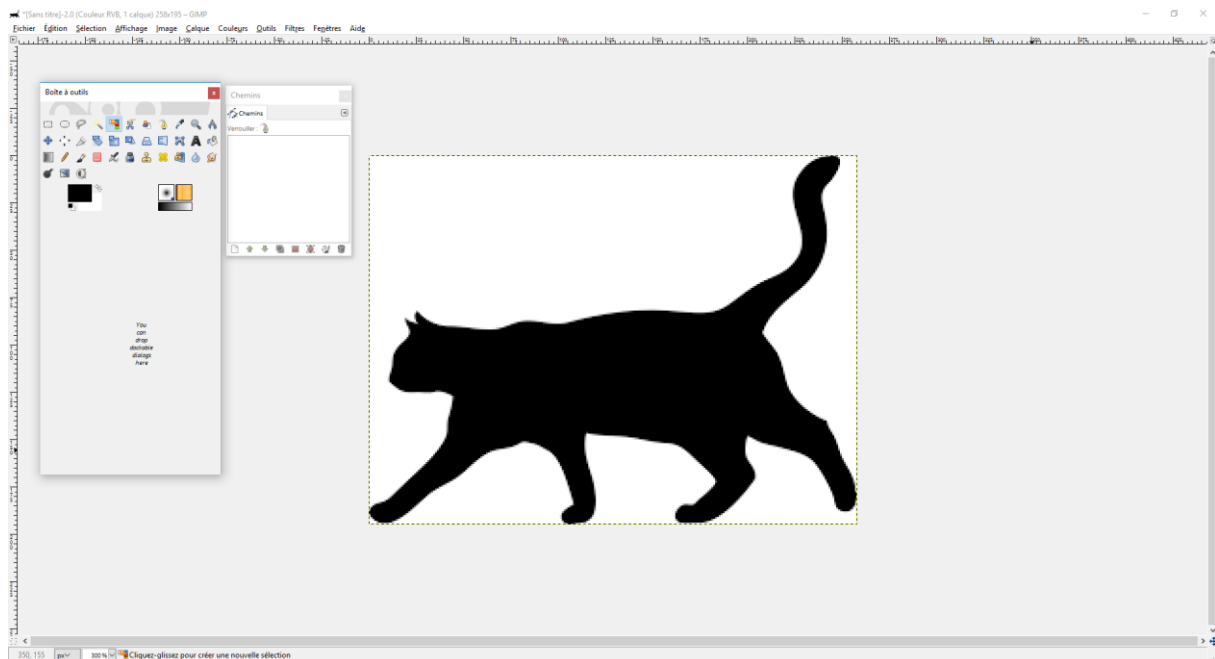 *[Sans titre]-2.0 (Couleur RVB, 1 calque) 258x195 – GIMP
Fichier Édition Sélection Affichage Image Calque Couleurs Outils Filtres Fenêtres Aide
Boîte à outils
Chemins
Chemins
Verrouiller :
You
can
drop
dockable
dialogs
here
350, 155 px 300 % Cliquez-glissez pour créer une nouvelle sélection